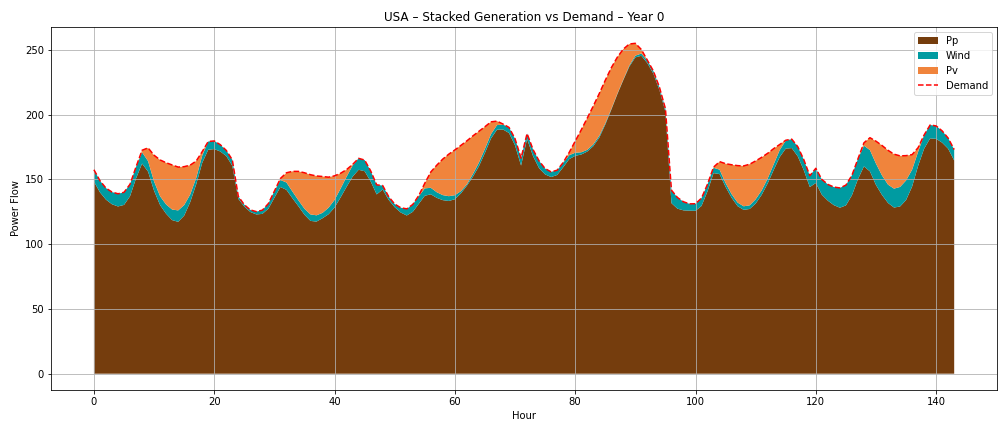 USA – Stacked Generation vs Demand – Year 0
Power Flow
250
200
150
100
50
0
0 20 40 60 80 100 120 140
Hour
Pp
Wind
Pv
Demand